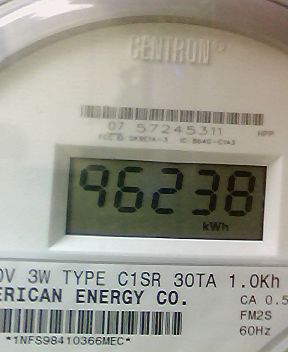 CENTRON®
07 57245311
HPP
96238
kWh
0V 3W TYPE C1SR 30TA 1.0Kh
ERICAN ENERGY CO.
CA 0.5
FM2S
60Hz
*1NFS98410366MEC*